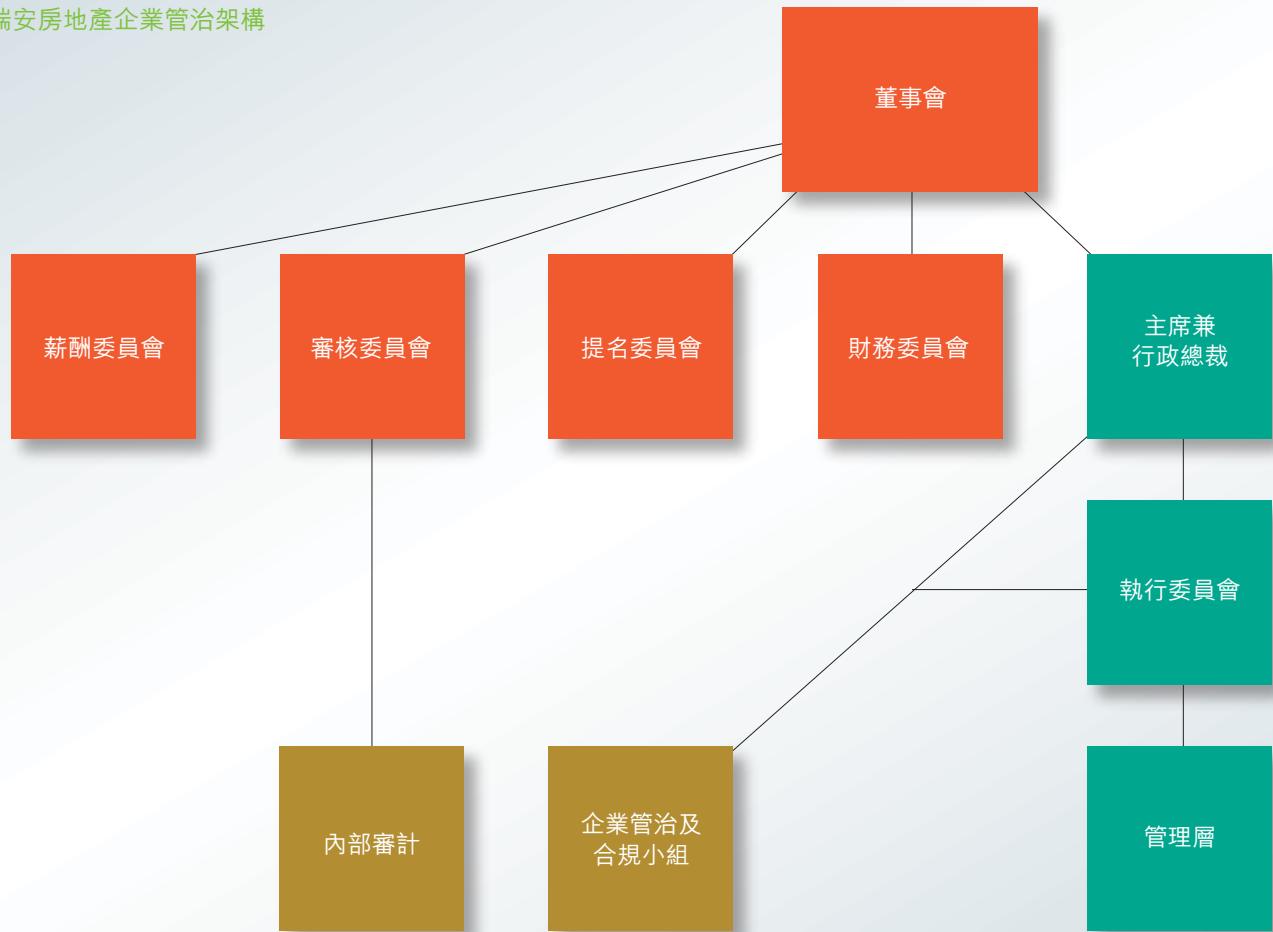 瑞安房地產企業管治架構
董事會
薪酬委員會
審核委員會
提名委員會
財務委員會
主席兼
行政總裁
執行委員會
內部審計
企業管治及
合規小組
管理層